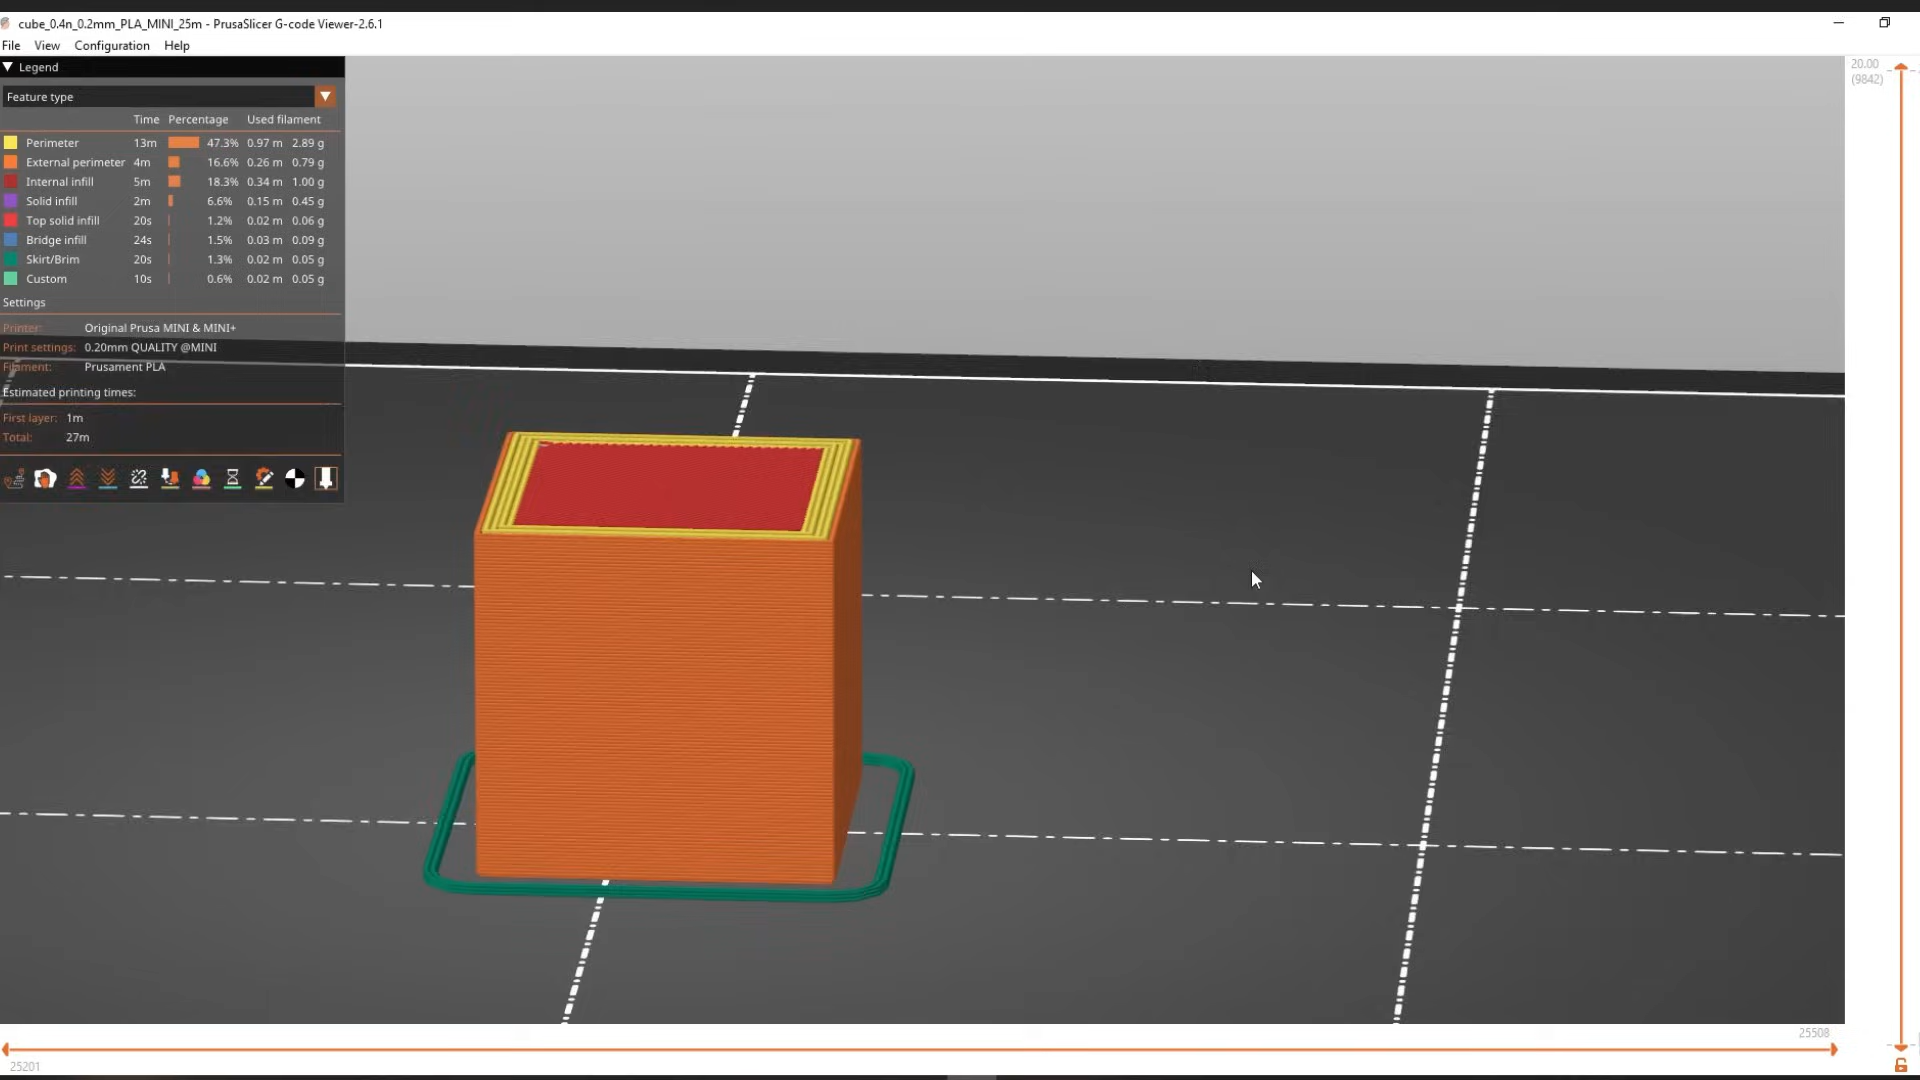 cube_0.4n_0.2mm_PLA_MINI_25m - PrusaSlicer G-code Viewer-2.6.1
File View Configuration Help
Legend
Feature type
Time Percentage Used filament
Perimeter 13m 47.3% 0.97 m 2.89 g
External perimeter 4m 16.6% 0.26 m 0.79 g
Internal infill 5m 18.3% 0.34 m 1.00 g
Solid infill 2m 6.6% 0.15 m 0.45 g
Top solid infill 20s 1.2% 0.02 m 0.06 g
Bridge infill 24s 1.5% 0.03 m 0.09 g
Skirt/Brim 20s 1.3% 0.02 m 0.05 g
Custom 10s 0.6% 0.02 m 0.05 g
Settings
Printer: Original Prusa MINI & MINI+
Print settings: 0.20mm QUALITY @MINI
Filament: Prusament PLA
Estimated printing times:
First layer: 1m
Total: 27m
20.00
(9842)
25508
25201